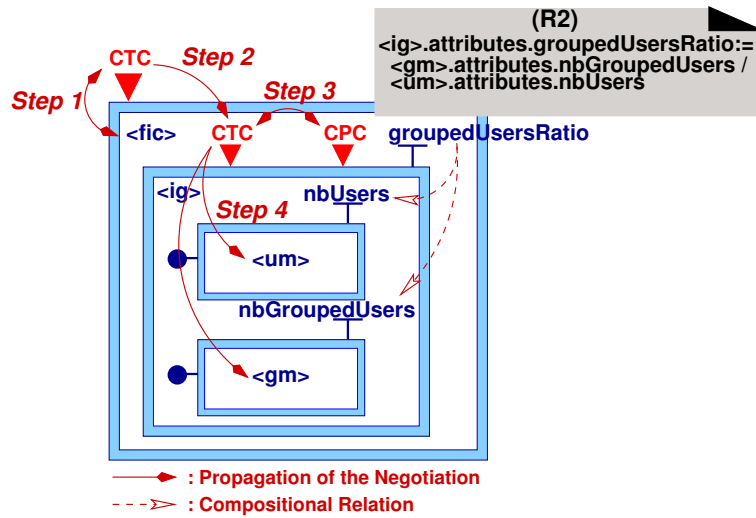 (R2)
<ig>.attributes.groupedUsersRatio:=
<gm>.attributes.nbGroupedUsers /
<um>.attributes.nbUsers
CTC
Step 2
Step 1
Step 3
<fic>
CTC
CPC
groupedUsersRatio
<ig>
nbUsers
Step 4
<um>
nbGroupedUsers
<gm>
: Propagation of the Negotiation
: Compositional Relation